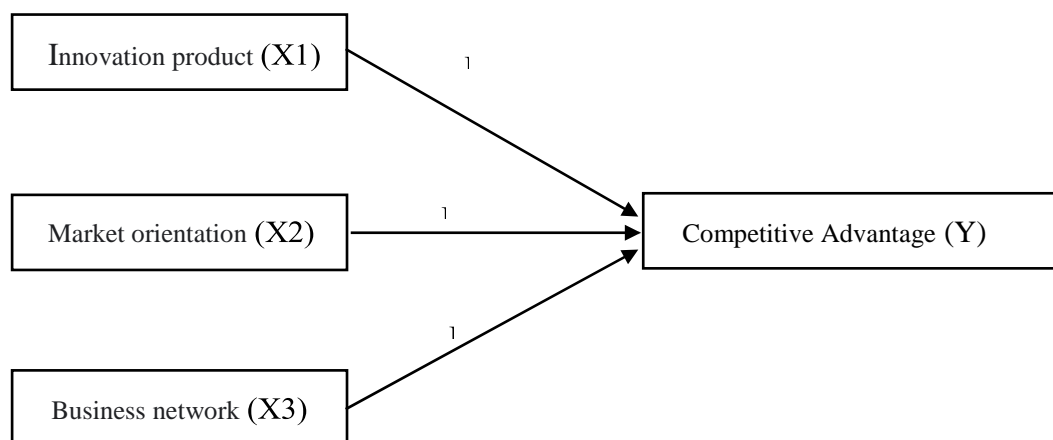 Innovation product (X1)
1
Market orientation (X2)
1
Competitive Advantage (Y)
1
Business network (X3)